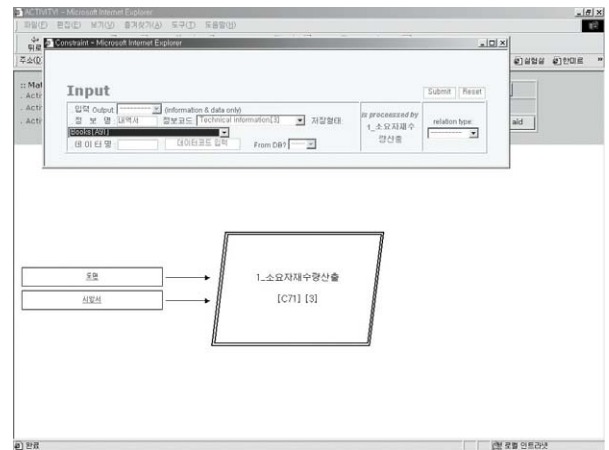 ACTIVITY! - Microsoft Internet Explorer
파일(F) 편집(E) 보기(V) 즐겨찾기(A) 도구(T) 도움말(H)
뒤로
Constraint - Microsoft Internet Explorer
주소(D)
실험실 한미르 »
:: Mat
. Acti
. Acti
. Acti
aid
Input
Submit Reset
입력 Output ---------- (information & data only)
정 보 명 내역서 정보코드 Technical information[3] 저장형태
Books[A91]
데이터명 데이터코드 입력 From DB? ----
is processed by
1_소요자재수
량산출
relation type:
----------
도면
시방서
1_소요자재수량산출
[C71] [3]
완료
로컬 인트라넷